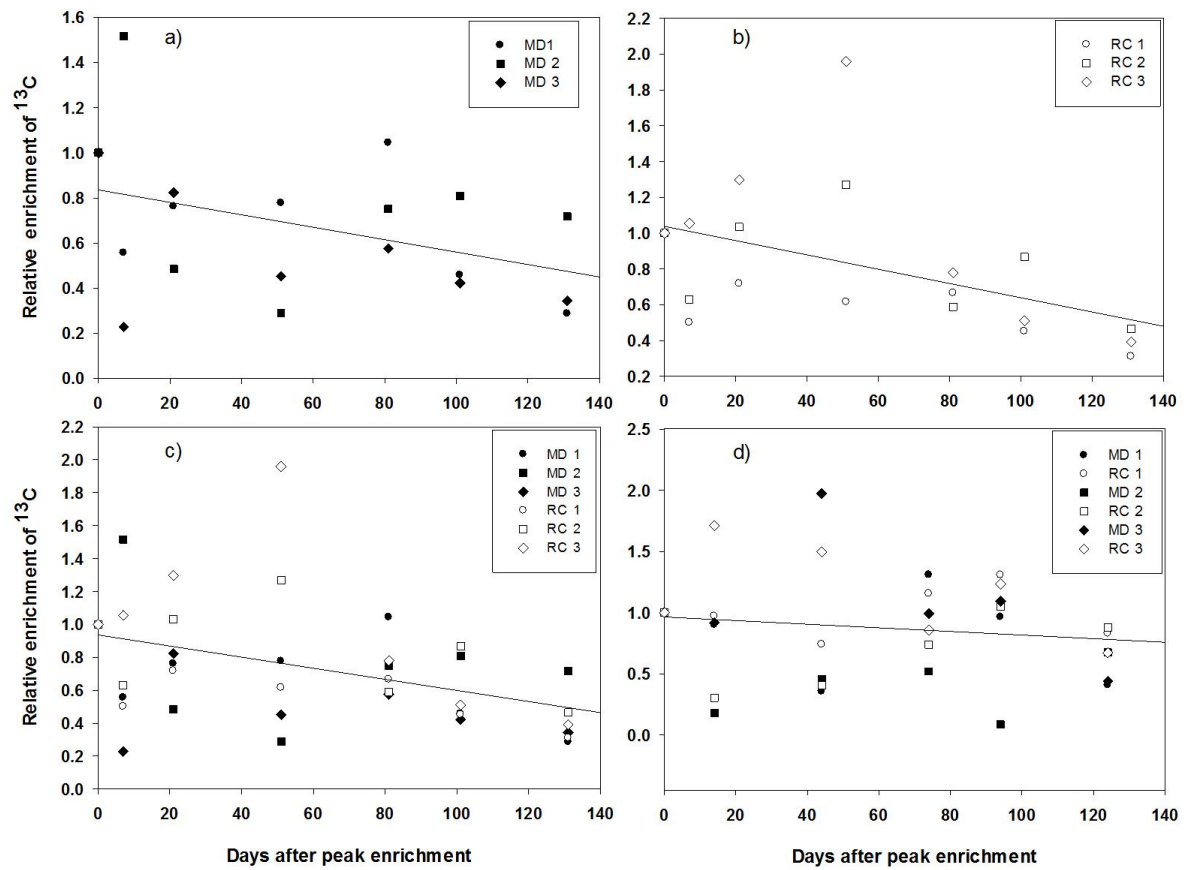 a)
MD1
MD 2
MD 3
Relative enrichment of 13C
1.6
1.4
1.2
1.0
0.8
0.6
0.4
0.2
0.0
0 20 40 60 80 100 120 140
b)
RC 1
RC 2
RC 3
2.2
2.0
1.8
1.6
1.4
1.2
1.0
0.8
0.6
0.4
0.2
0 20 40 60 80 100 120 140
c)
MD 1
MD 2
MD 3
RC 1
RC 2
RC 3
Relative enrichment of 13C
2.2
2.0
1.8
1.6
1.4
1.2
1.0
0.8
0.6
0.4
0.2
0.0
0 20 40 60 80 100 120 140
Days after peak enrichment
d)
MD 1
RC 1
MD 2
RC 2
MD 3
RC 3
2.5
2.0
1.5
1.0
0.5
0.0
0 20 40 60 80 100 120 140
Days after peak enrichment